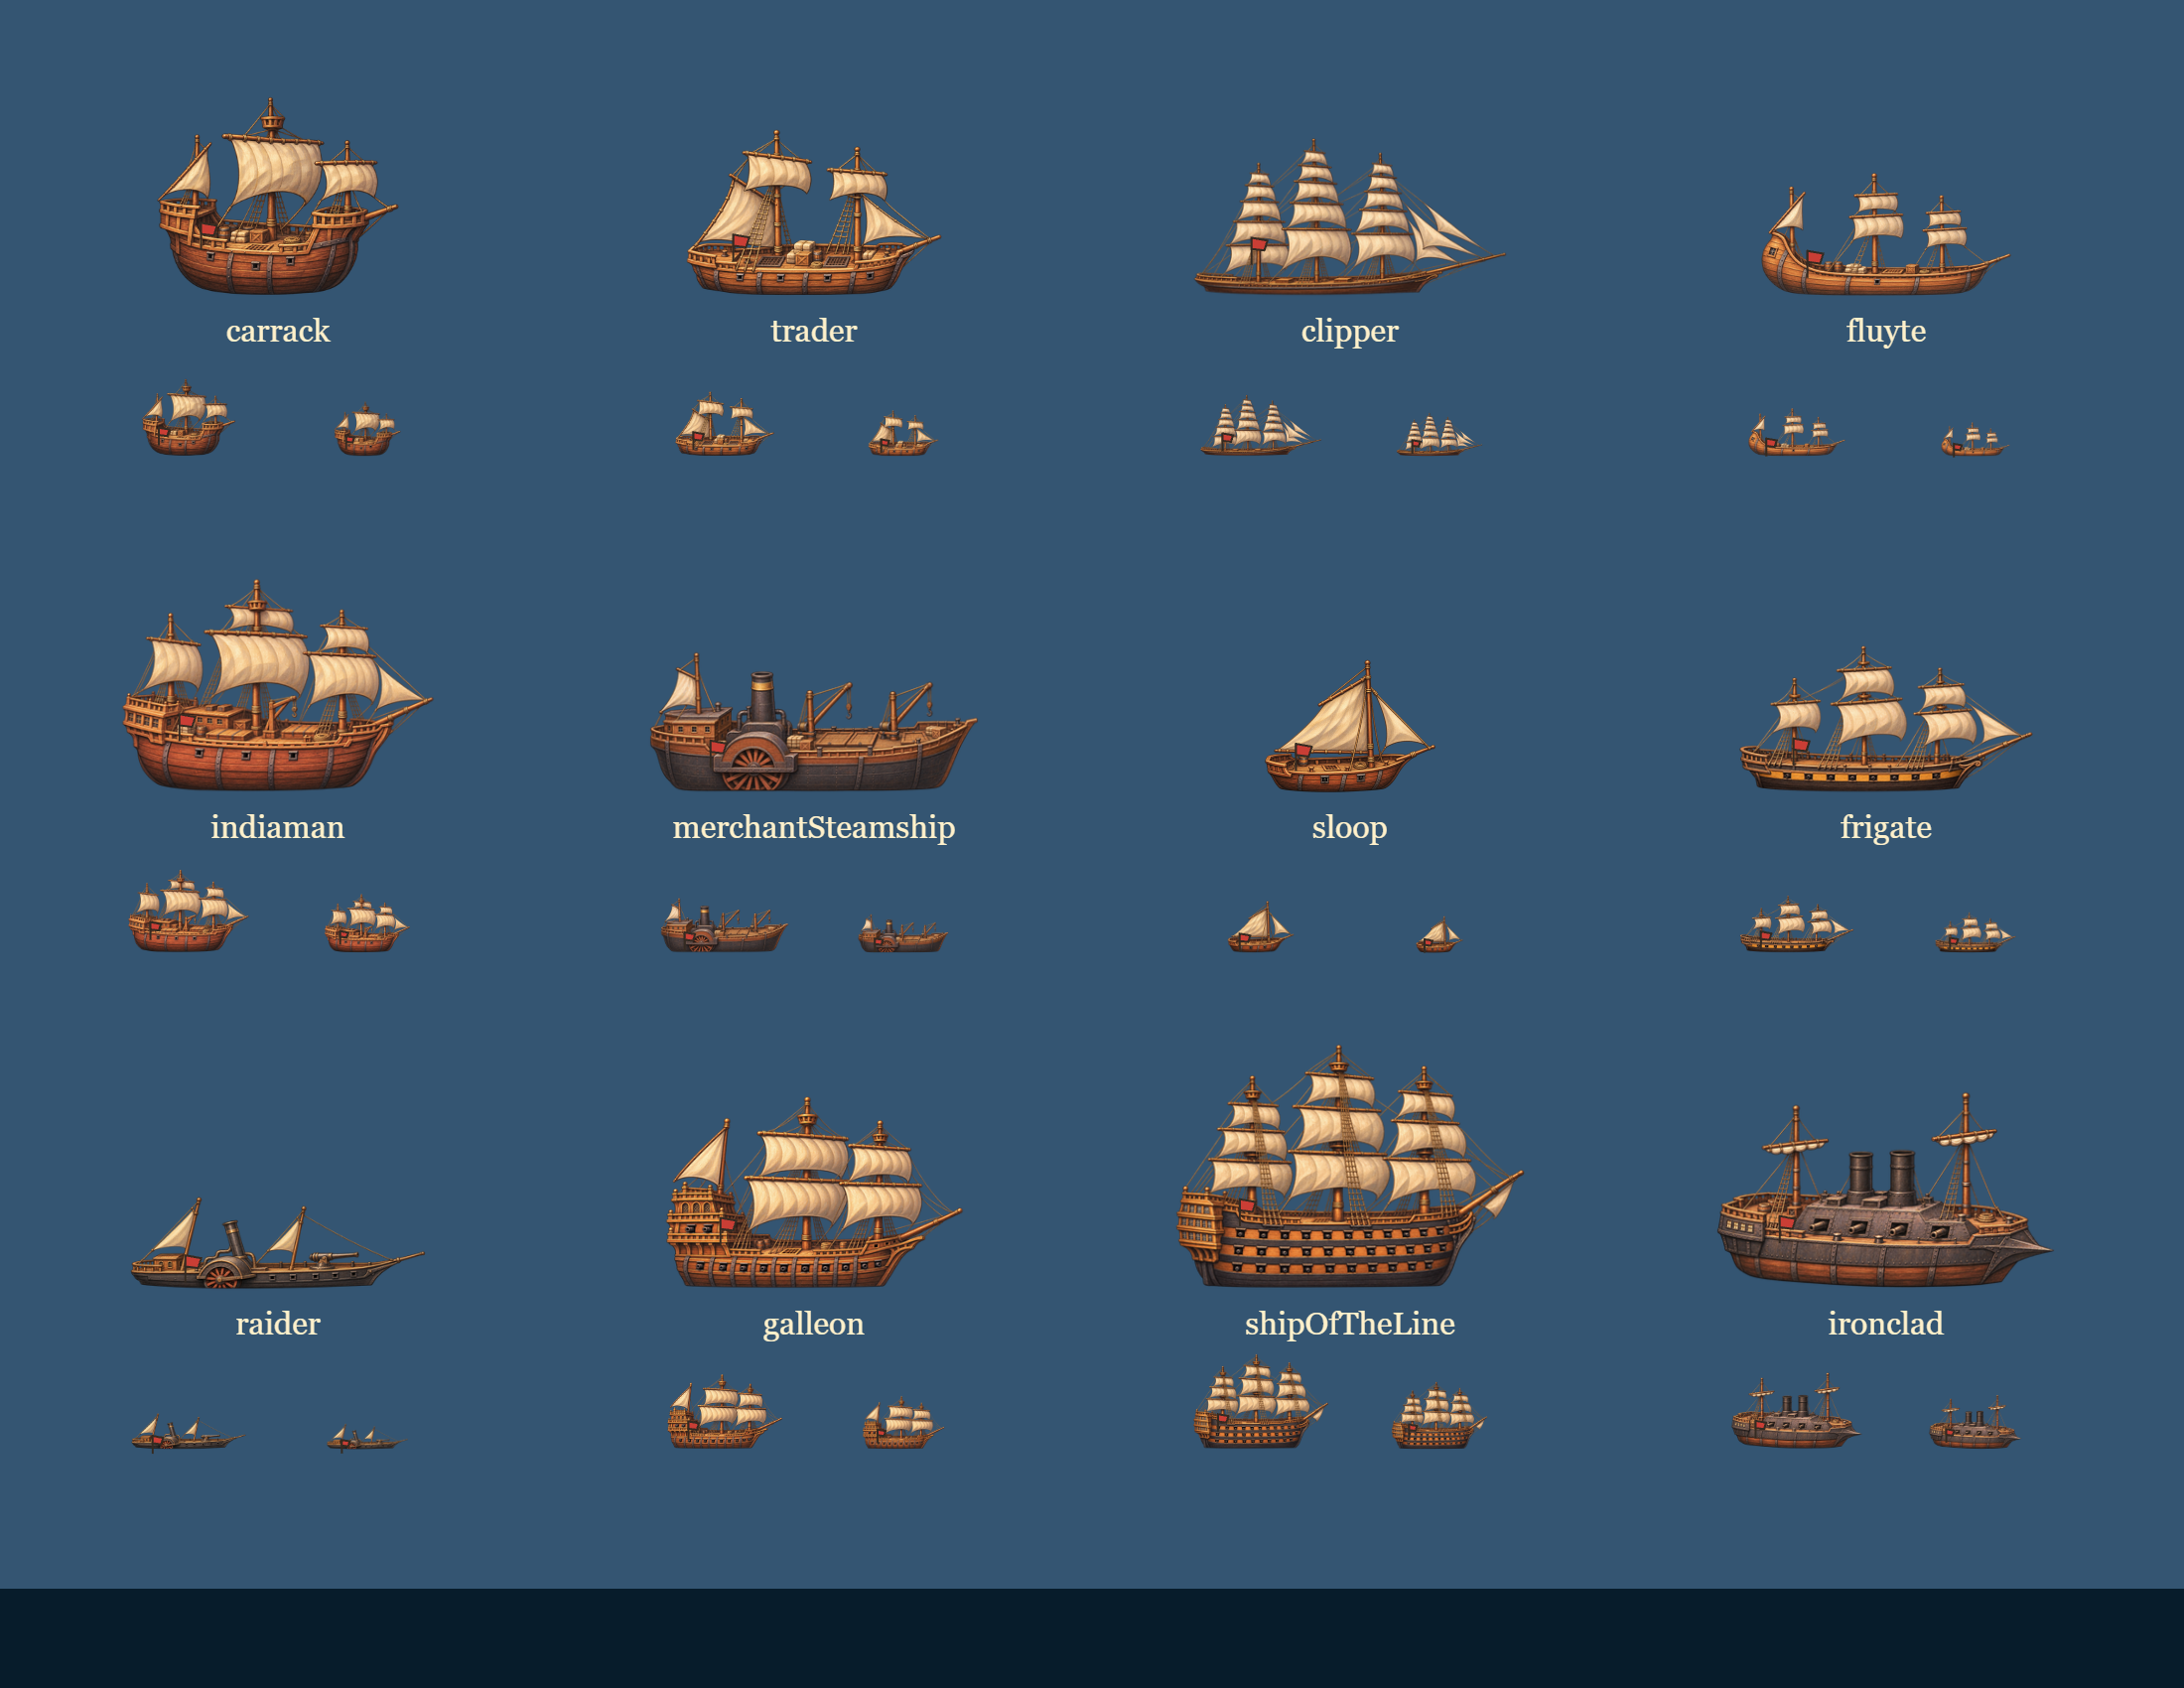 carrack
trader
clipper
fluyte
indiaman
merchantSteamship
sloop
frigate
raider
galleon
shipOfTheLine
ironclad